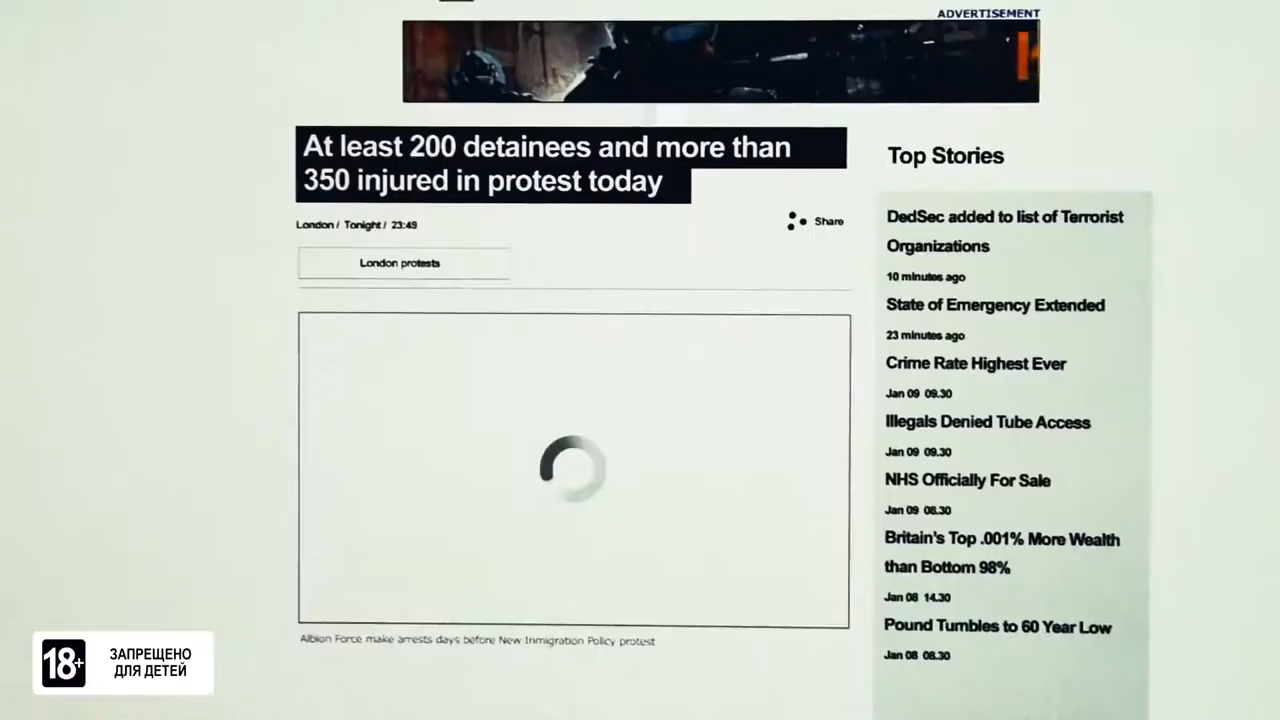 ADVERTISEMENT
At least 200 detainees and more than
350 injured in protest today
London / Tonight / 23:49
Share
London protests
Albion Force make arrests days before New Inmigration Policy protest
Top Stories
DedSec added to list of Terrorist
Organizations
10 minutes ago
State of Emergency Extended
23 minutes ago
Crime Rate Highest Ever
Jan 09 09.30
Illegals Denied Tube Access
Jan 09 09.30
NHS Officially For Sale
Jan 09 08.30
Britain's Top .001% More Wealth
than Bottom 98%
Jan 08 14.30
Pound Tumbles to 60 Year Low
Jan 08 08.30
18+
ЗАПРЕЩЕНО
ДЛЯ ДЕТЕЙ